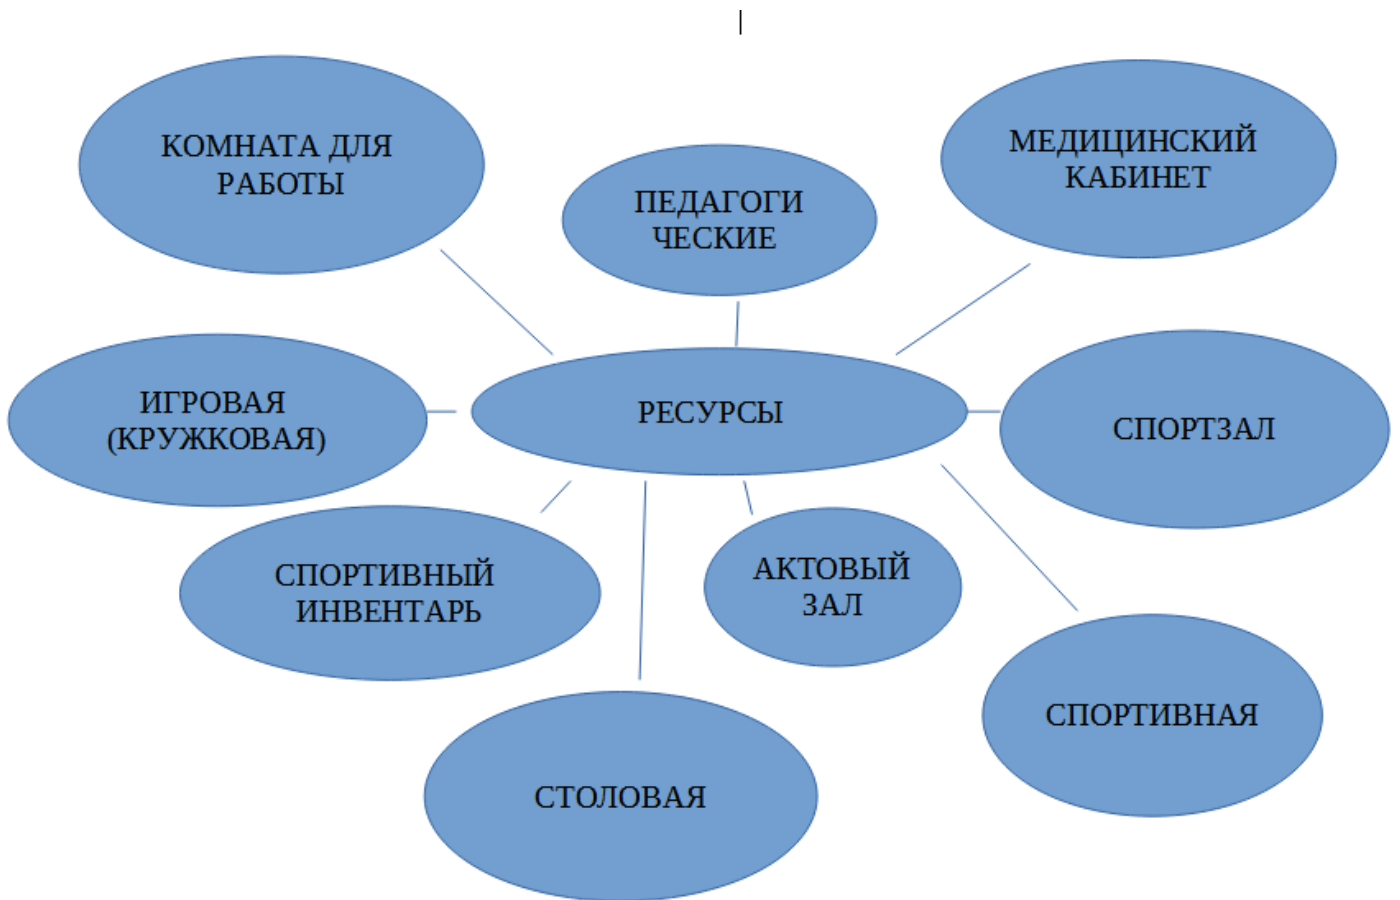 КОМНАТА ДЛЯ
РАБОТЫ
ПЕДАГОГИ
ЧЕСКИЕ
МЕДИЦИНСКИЙ
КАБИНЕТ
ИГРОВАЯ
(КРУЖКОВАЯ)
РЕСУРСЫ
СПОРТЗАЛ
СПОРТИВНЫЙ
ИНВЕНТАРЬ
АКТОВЫЙ
ЗАЛ
СПОРТИВНАЯ
СТОЛОВАЯ